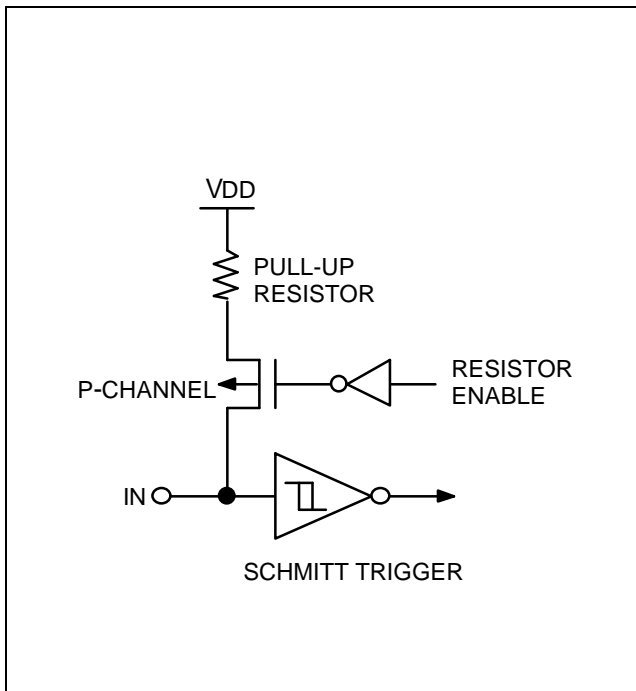 VDD
PULL-UP
RESISTOR
P-CHANNEL
RESISTOR
ENABLE
IN
SCHMITT TRIGGER